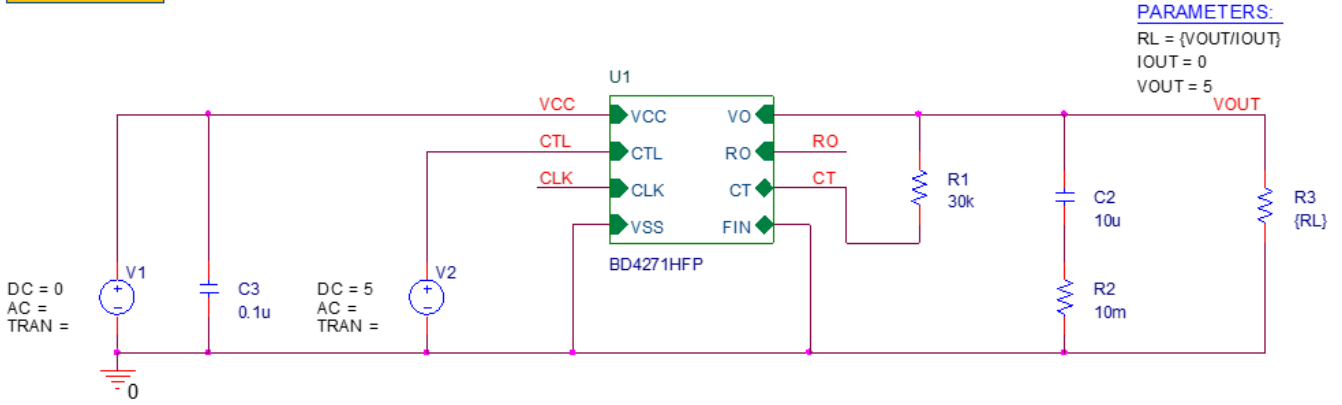 PARAMETERS:
RL = {VOUT/IOUT}
IOUT = 0
VOUT = 5
VOUT
U1
VCC
CTL
CLK
VCC
CTL
CLK
VSS
VO
RO
CT
FIN
RO
CT
BD4271HFP
R1
30k
C2
10u
R2
10m
R3
{RL}
V1
DC = 0
AC =
TRAN =
C3
0.1u
V2
DC = 5
AC =
TRAN =
+
−
+
−
0